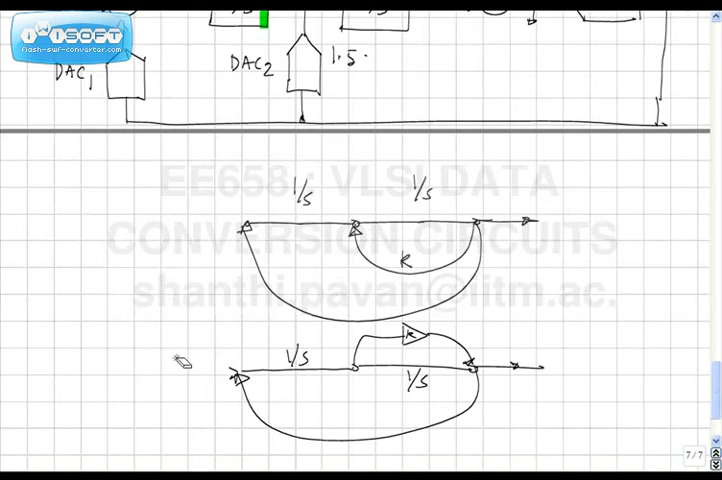 iWiSOFT
flash-swf-converter.com
DAC1
DAC2
1.5
EE658 : VLSI DATA
CONVERSION CIRCUITS
shanthi.pavan@iitm.ac.
1/S
1/S
k
k
1/S
1/S
7 / 7